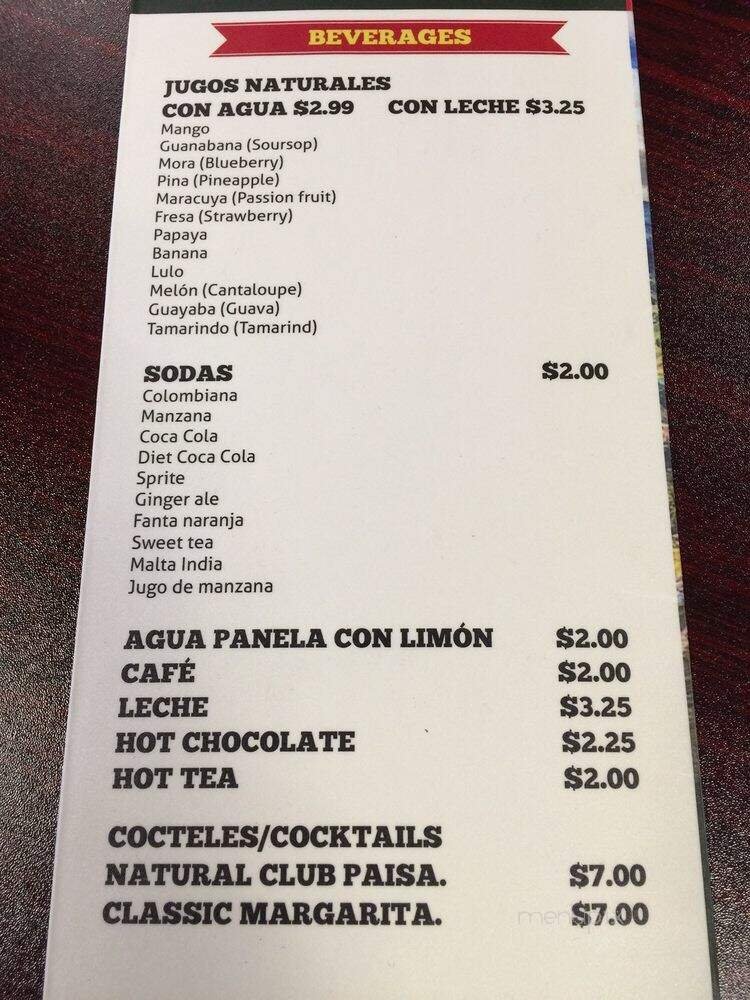 BEVERAGES
JUGOS NATURALES
CON AGUA $2.99 CON LECHE $3.25
Mango
Guanabana (Soursop)
Mora (Blueberry)
Pina (Pineapple)
Maracuya (Passion fruit)
Fresa (Strawberry)
Papaya
Banana
Lulo
Melón (Cantaloupe)
Guayaba (Guava)
Tamarindo (Tamarind)
SODAS $2.00
Colombiana
Manzana
Coca Cola
Diet Coca Cola
Sprite
Ginger ale
Fanta naranja
Sweet tea
Malta India
Jugo de manzana
AGUA PANELA CON LIMÓN $2.00
CAFÉ $2.00
LECHE $3.25
HOT CHOCOLATE $2.25
HOT TEA $2.00
COCTELES/COCKTAILS
NATURAL CLUB PAISA. $7.00
CLASSIC MARGARITA. $7.00